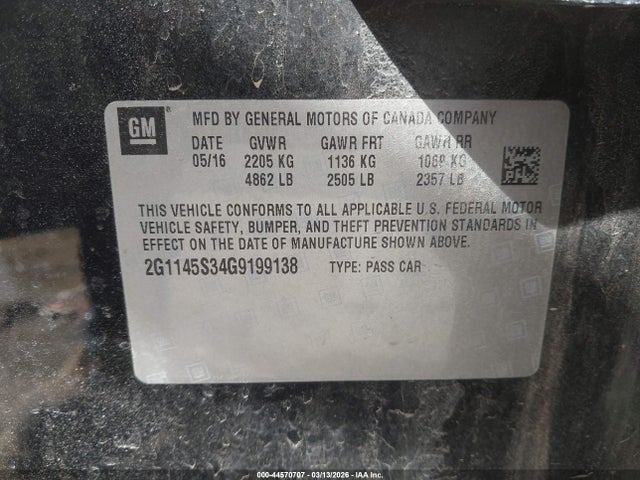 GM
MFD BY GENERAL MOTORS OF CANADA COMPANY
DATE GVWR GAWR FRT GAWR RR
05/16 2205 KG 1136 KG 1069 KG
4862 LB 2505 LB 2357 LB
THIS VEHICLE CONFORMS TO ALL APPLICABLE U.S. FEDERAL MOTOR
VEHICLE SAFETY, BUMPER, AND THEFT PREVENTION STANDARDS IN
EFFECT ON THE DATE OF MANUFACTURE SHOWN ABOVE.
2G1145S34G9199138 TYPE: PASS CAR
000-44570707 - 03/13/2026 - IAA Inc.